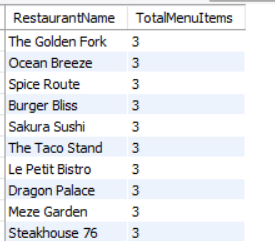 RestaurantName TotalMenuItems
The Golden Fork 3
Ocean Breeze 3
Spice Route 3
Burger Bliss 3
Sakura Sushi 3
The Taco Stand 3
Le Petit Bistro 3
Dragon Palace 3
Meze Garden 3
Steakhouse 76 3